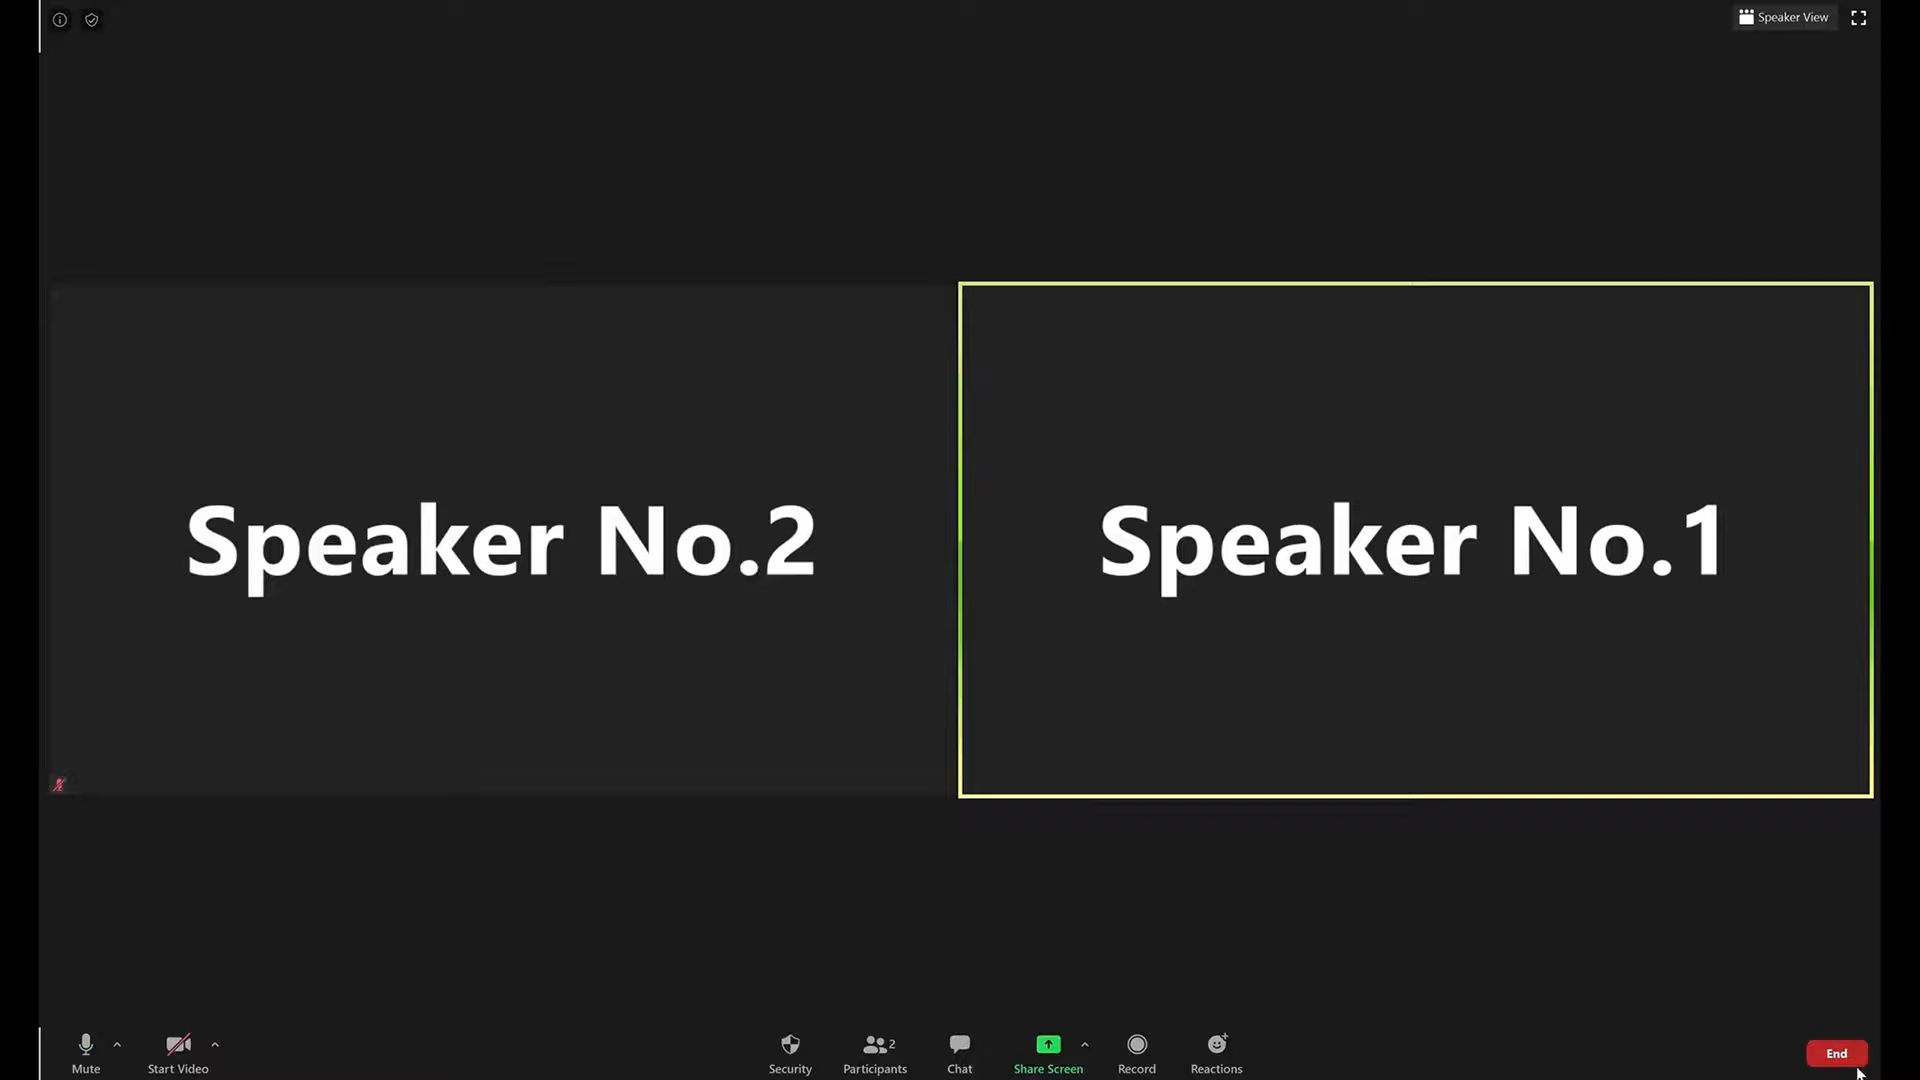 Speaker View
Speaker No.2
Speaker No.1
Mute
Start Video
Security
2
Participants
Chat
Share Screen
Record
Reactions
End